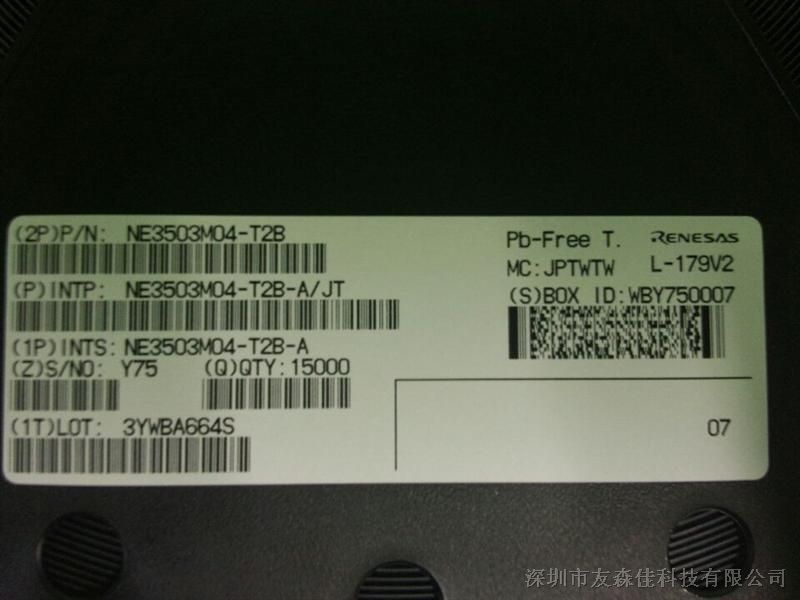 (2P)P/N: NE3503M04-T2B
Pb-Free T. RENESAS
MC:JPTWTW L-179V2
(P)INTP: NE3503M04-T2B-A/JT
(S)BOX ID:WBY750007
(1P)INTS: NE3503M04-T2B-A
(Z)S/NO: Y75 (Q)QTY:15000
(1T)LOT: 3YWBA664S
07
深圳市友森佳科技有限公司